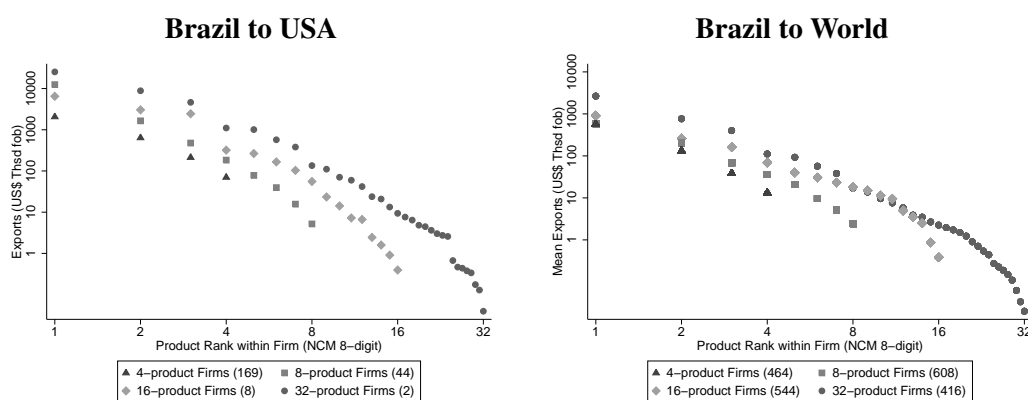 Brazil to USA
Exports (US$ Thsd fob)
10000
1000
100
10
1
1 2 4 8 16 32
Product Rank within Firm (NCM 8−digit)
4−product Firms (169) 8−product Firms (44)
16−product Firms (8) 32−product Firms (2)
Brazil to World
Mean Exports (US$ Thsd fob)
10000
1000
100
10
1
1 2 4 8 16 32
Product Rank within Firm (NCM 8−digit)
4−product Firms (464) 8−product Firms (608)
16−product Firms (544) 32−product Firms (416)